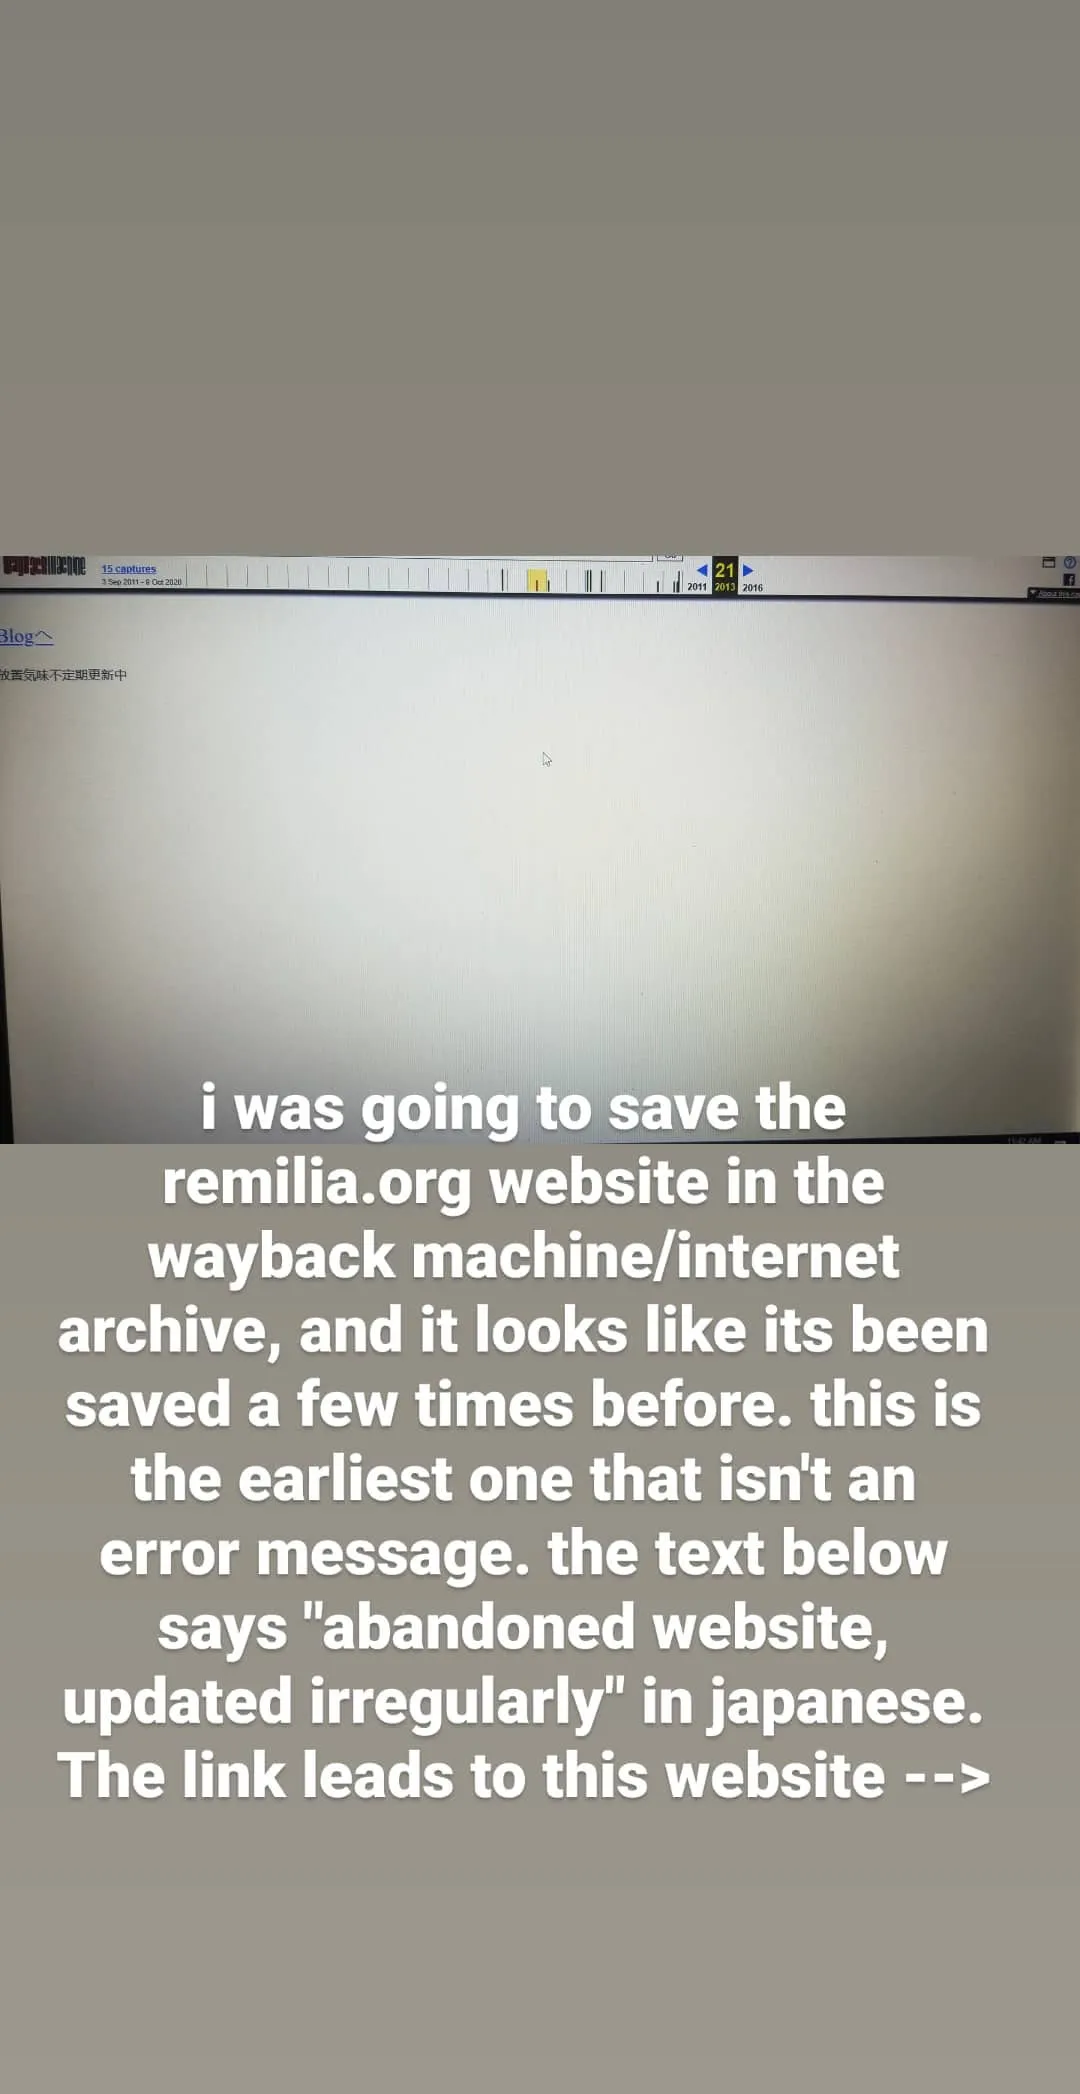 waybackmachine
15 captures
3 Sep 2011 - 8 Oct 2020
21
2011 2013 2016
About this
Blogへ
放置気味不定期更新中
i was going to save the
remilia.org website in the
wayback machine/internet
archive, and it looks like its been
saved a few times before. this is
the earliest one that isn't an
error message. the text below
says "abandoned website,
updated irregularly" in japanese.
The link leads to this website -->